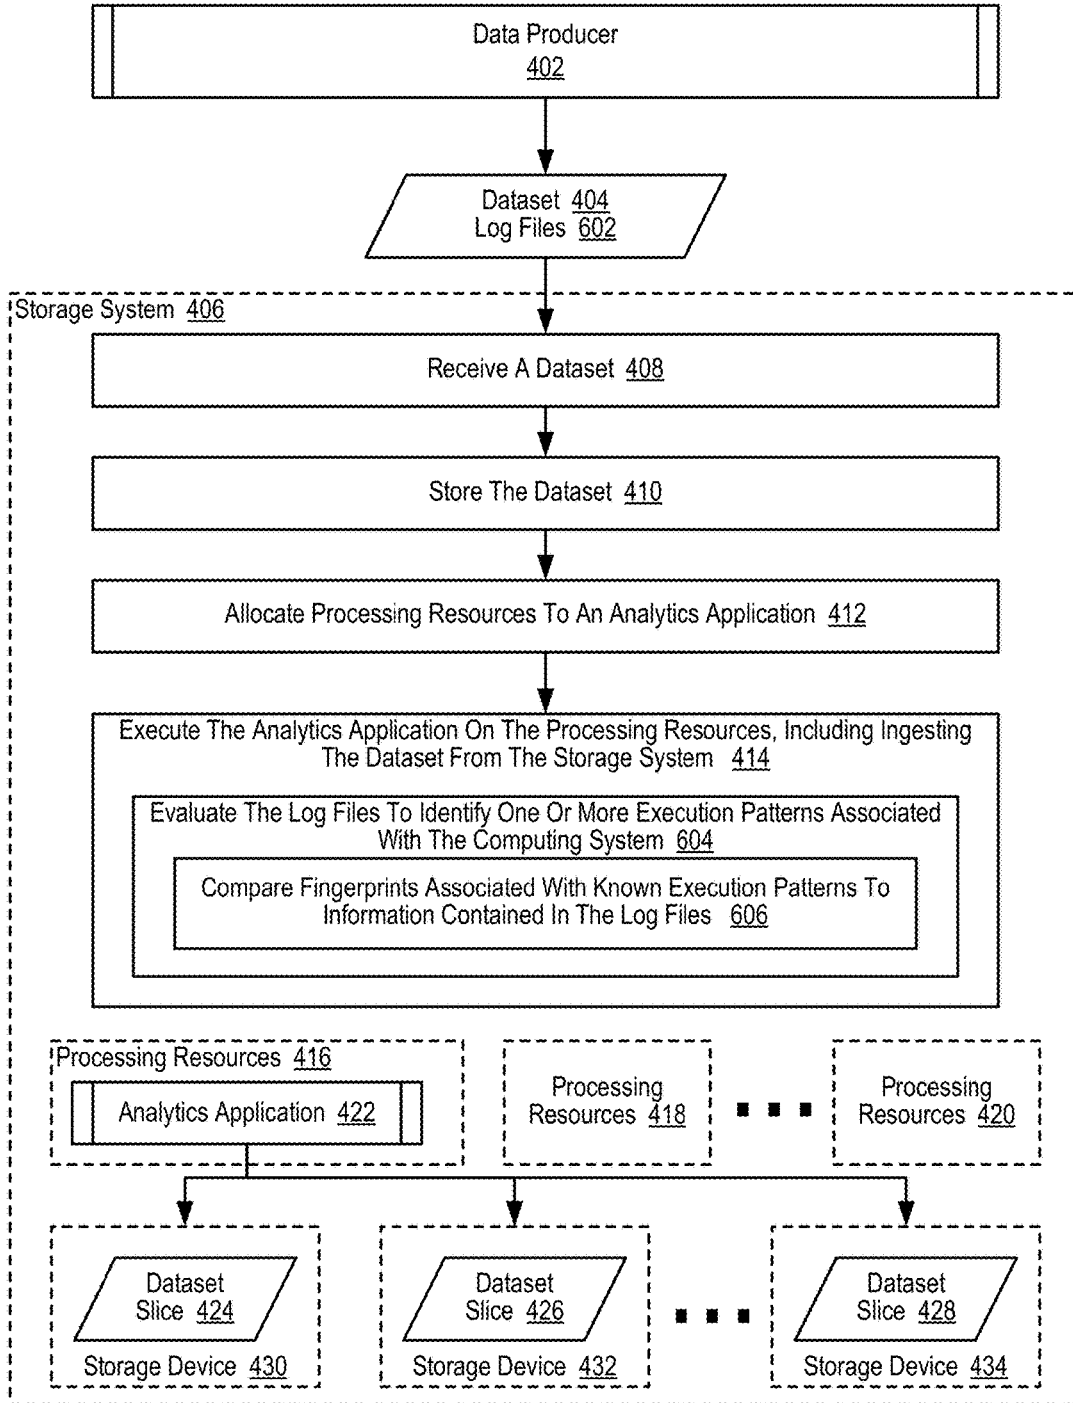 Data Producer
402
Dataset 404
Log Files 602
Storage System 406
Receive A Dataset 408
Store The Dataset 410
Allocate Processing Resources To An Analytics Application 412
Execute The Analytics Application On The Processing Resources, Including Ingesting
The Dataset From The Storage System 414
Evaluate The Log Files To Identify One Or More Execution Patterns Associated
With The Computing System 604
Compare Fingerprints Associated With Known Execution Patterns To
Information Contained In The Log Files 606
Processing Resources 416
Analytics Application 422
Processing
Resources 418
Processing
Resources 420
Dataset
Slice 424
Storage Device 430
Dataset
Slice 426
Storage Device 432
Dataset
Slice 428
Storage Device 434